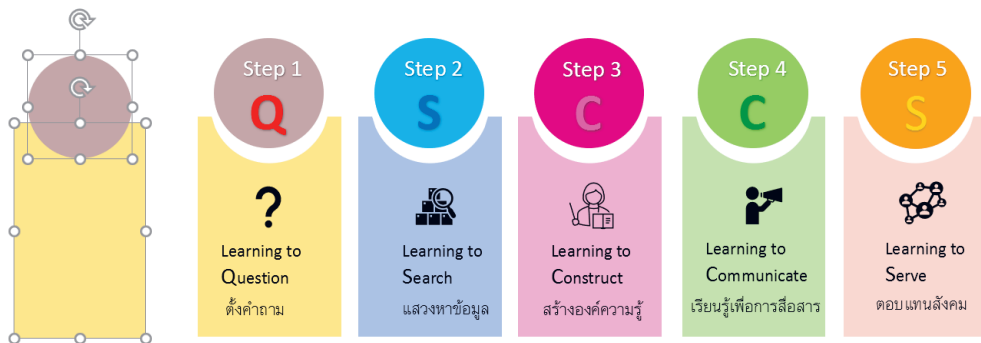 Step 1
Q
Learning to
Question
ตั้งคำถาม
Step 2
S
Learning to
Search
แสวงหาข้อมูล
Step 3
C
Learning to
Construct
สร้างองค์ความรู้
Step 4
C
Learning to
Communicate
เรียนรู้เพื่อการสื่อสาร
Step 5
S
Learning to
Serve
ตอบแทนสังคม